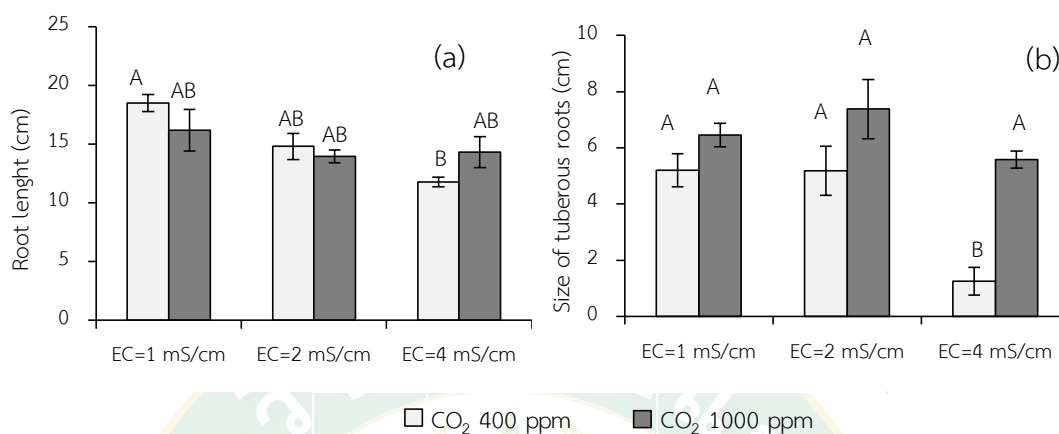 (a)
Root lenght (cm)
25
20
15
10
5
0
A
AB
AB
AB
B
AB
EC=1 mS/cm
EC=2 mS/cm
EC=4 mS/cm
(b)
Size of tuberous roots (cm)
10
8
6
4
2
0
A
A
A
A
B
A
EC=1 mS/cm
EC=2 mS/cm
EC=4 mS/cm
CO₂ 400 ppm
CO₂ 1000 ppm